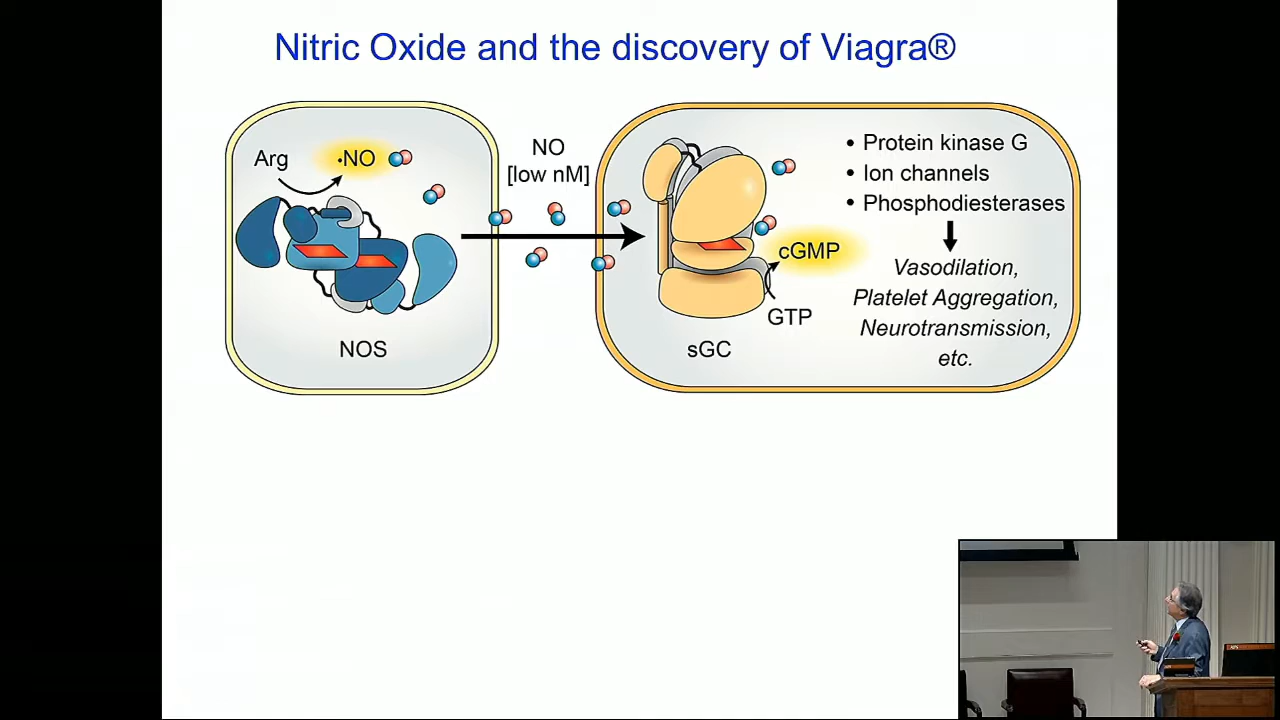 Nitric Oxide and the discovery of Viagra®
Arg
·NO
NOS
NO
[low nM]
cGMP
GTP
sGC
• Protein kinase G
• Ion channels
• Phosphodiesterases
Vasodilation,
Platelet Aggregation,
Neurotransmission,
etc.